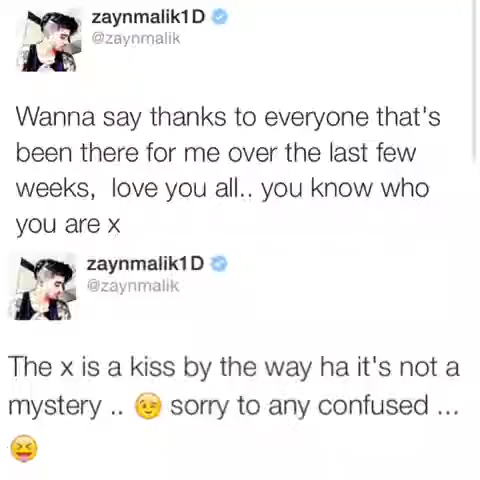 zaynmalik1D
@zaynmalik
Wanna say thanks to everyone that's
been there for me over the last few
weeks,  love you all.. you know who
you are x
zaynmalik1D
@zaynmalik
The x is a kiss by the way ha it's not a
mystery .. 😉 sorry to any confused ...
😝